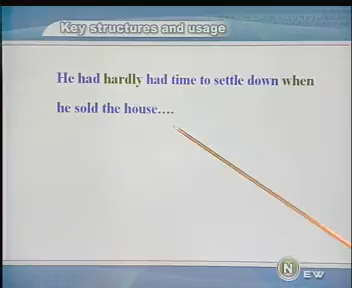 Key structures and usage
He had hardly had time to settle down when
he sold the house....
N EW